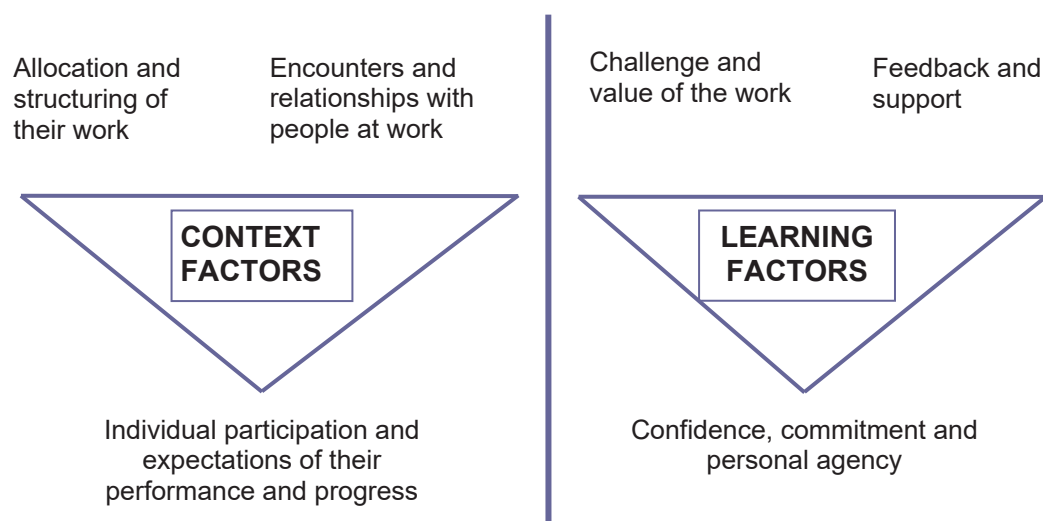 Allocation and
structuring of
their work
Encounters and
relationships with
people at work
CONTEXT
FACTORS
Individual participation and
expectations of their
performance and progress
Challenge and
value of the work
Feedback and
support
LEARNING
FACTORS
Confidence, commitment and
personal agency